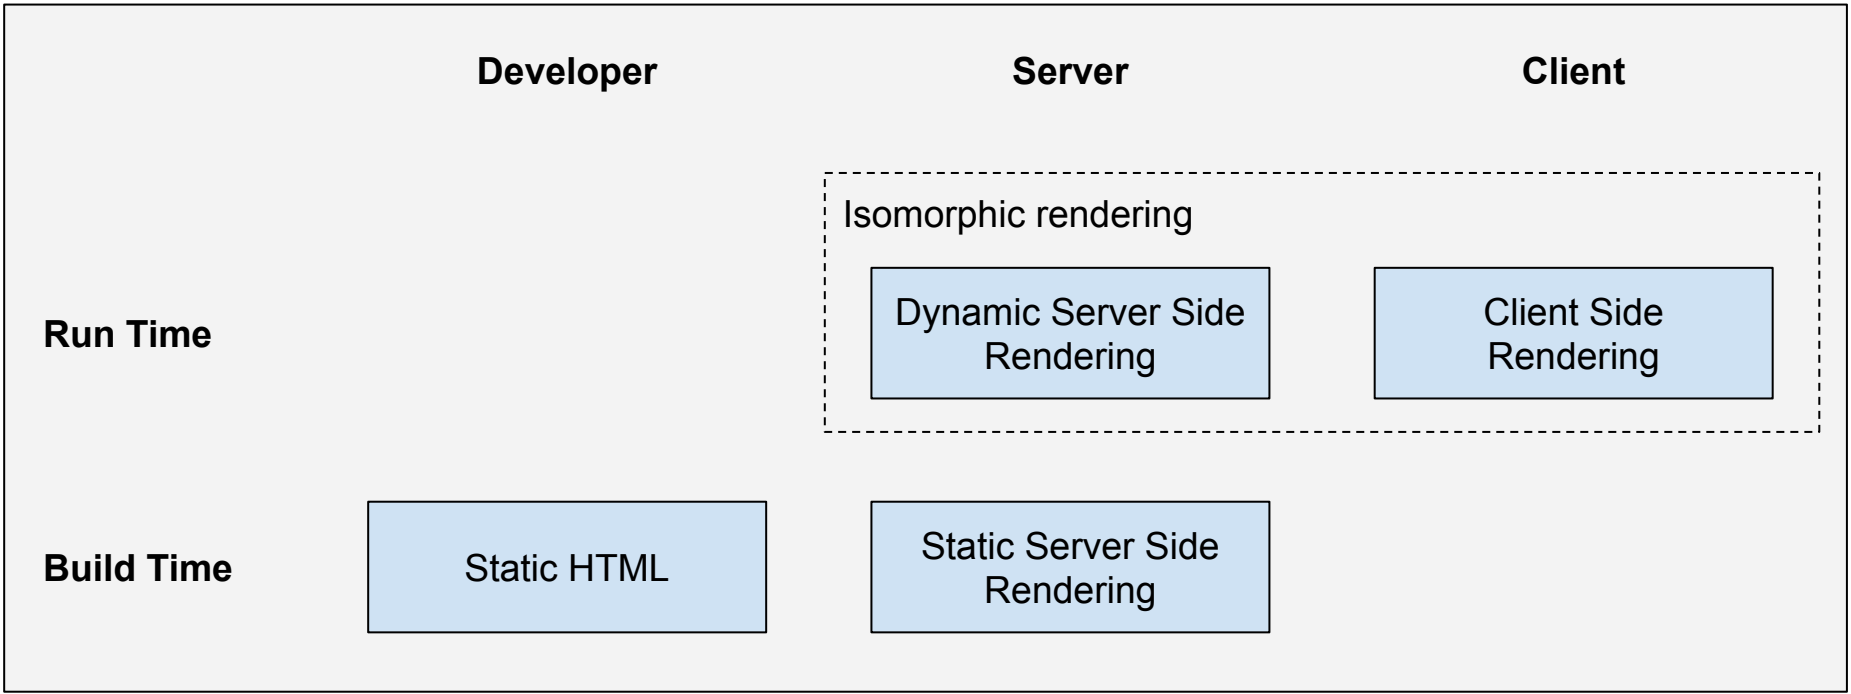 Developer
Server
Client
Isomorphic rendering
Run Time
Dynamic Server Side
Rendering
Client Side
Rendering
Build Time
Static HTML
Static Server Side
Rendering